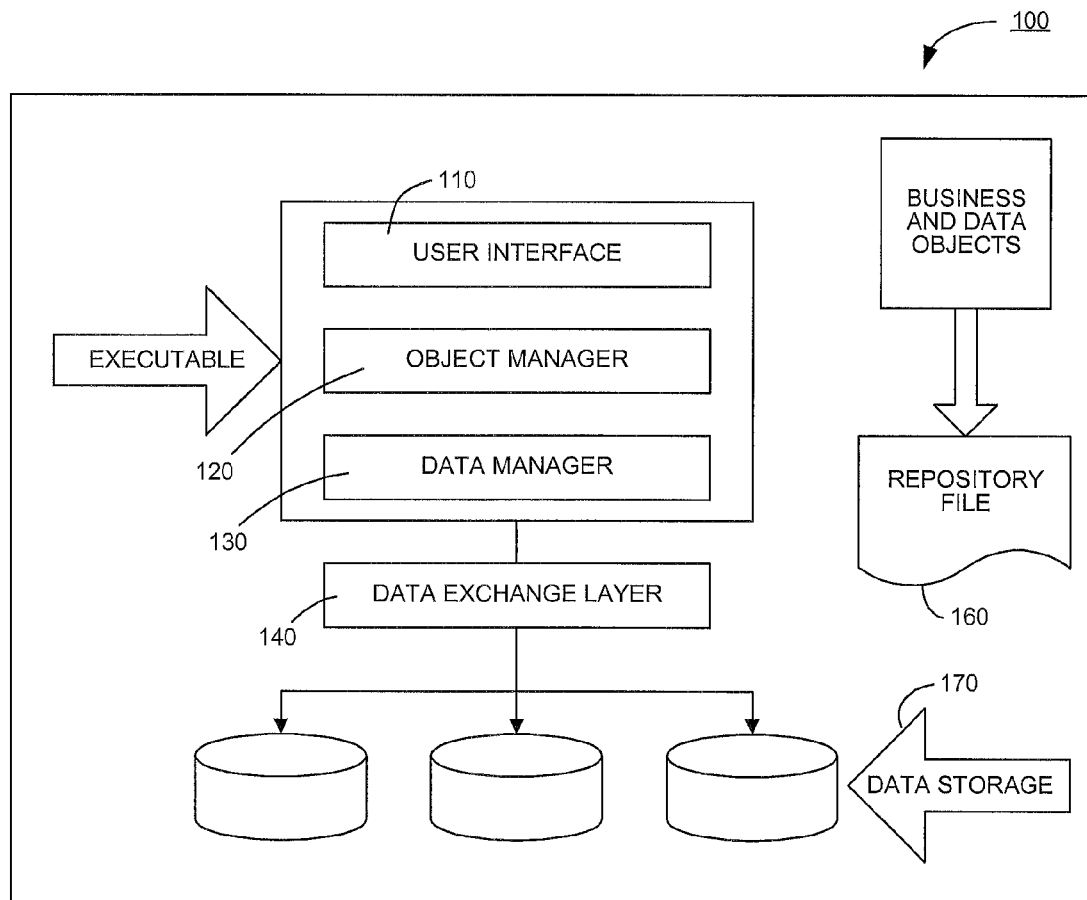 100
110
USER INTERFACE
BUSINESS
AND DATA
OBJECTS
EXECUTABLE
OBJECT MANAGER
120
DATA MANAGER
130
REPOSITORY
FILE
DATA EXCHANGE LAYER
140
160
170
DATA STORAGE